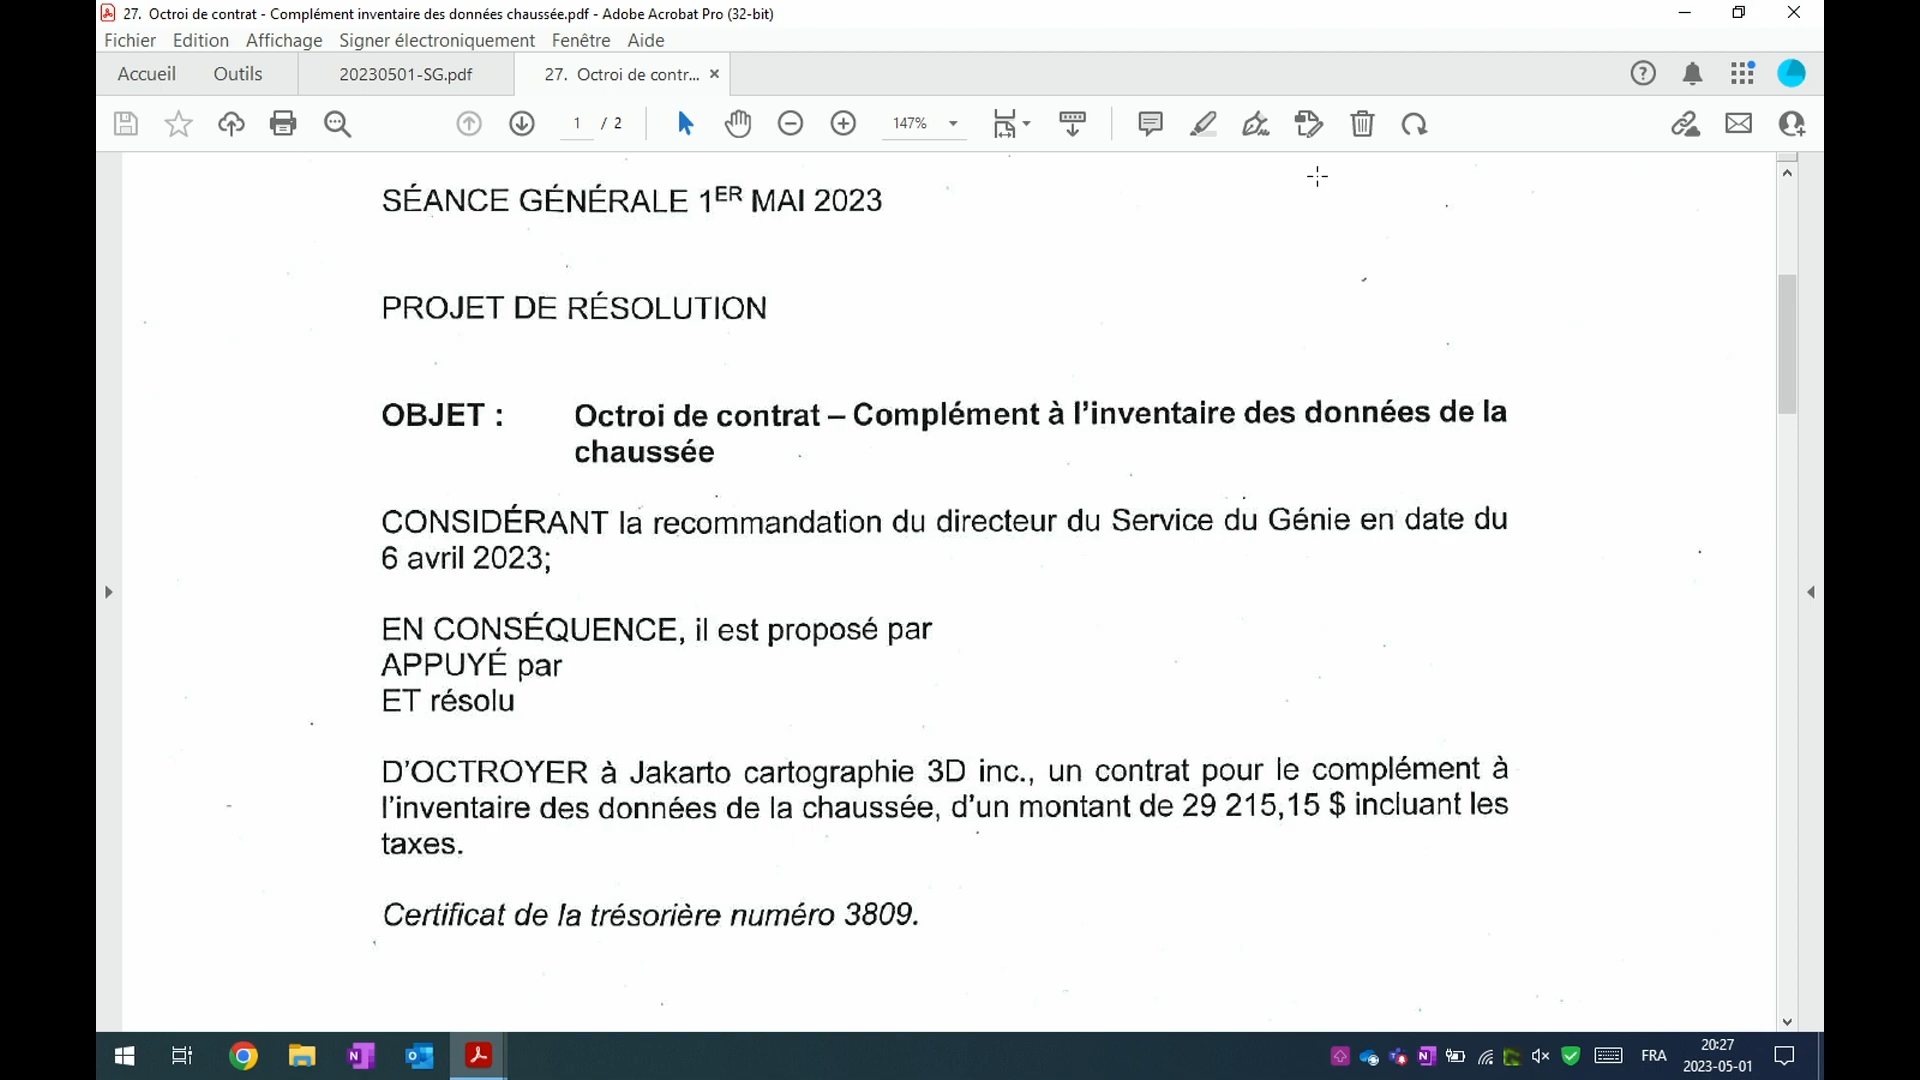 27. Octroi de contrat - Complément inventaire des données chaussée.pdf - Adobe Acrobat Pro (32-bit)
Fichier Edition Affichage Signer électroniquement Fenêtre Aide
Accueil Outils 20230501-SG.pdf 27. Octroi de contr... ×
1 / 2 147%
SÉANCE GÉNÉRALE 1ER MAI 2023
PROJET DE RÉSOLUTION
OBJET : Octroi de contrat – Complément à l'inventaire des données de la
chaussée
CONSIDÉRANT la recommandation du directeur du Service du Génie en date du
6 avril 2023;
EN CONSÉQUENCE, il est proposé par
APPUYÉ par
ET résolu
D'OCTROYER à Jakarto cartographie 3D inc., un contrat pour le complément à
l'inventaire des données de la chaussée, d'un montant de 29 215,15 $ incluant les
taxes.
Certificat de la trésorière numéro 3809.
FRA
20:27
2023-05-01